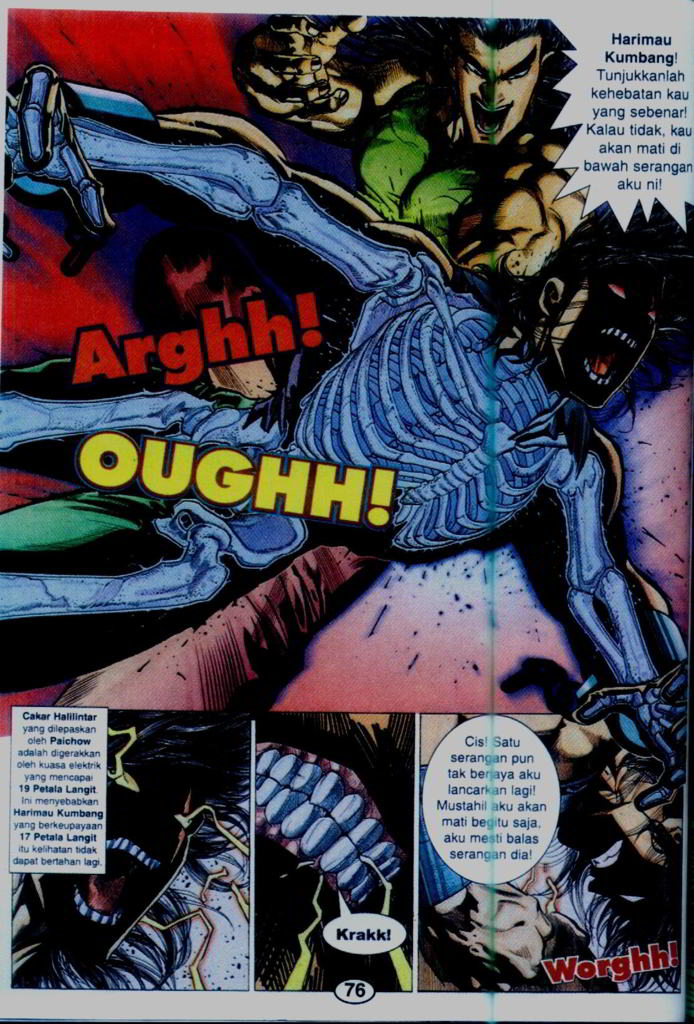 Harimau
Kumbang!
Tunjukkanlah
kehebatan kau
yang sebenar!
Kalau tidak, kau
akan mati di
bawah serangan
aku ni!
Arghh!
OUGHH!
Cakar Halilintar
yang dilepaskan
oleh Paichow
adalah digerakkan
oleh kuasa elektrik
yang mencapai
19 Petala Langit.
Ini menyebabkan
Harimau Kumbang
yang berkeupayaan
17 Petala Langit
itu kelihatan tidak
dapat bertahan lagi.
Krakk!
Cis! Satu
serangan pun
tak berjaya aku
lancarkan lagi!
Mustahil aku akan
mati begitu saja,
aku mesti balas
serangan dia!
Worghh!
76